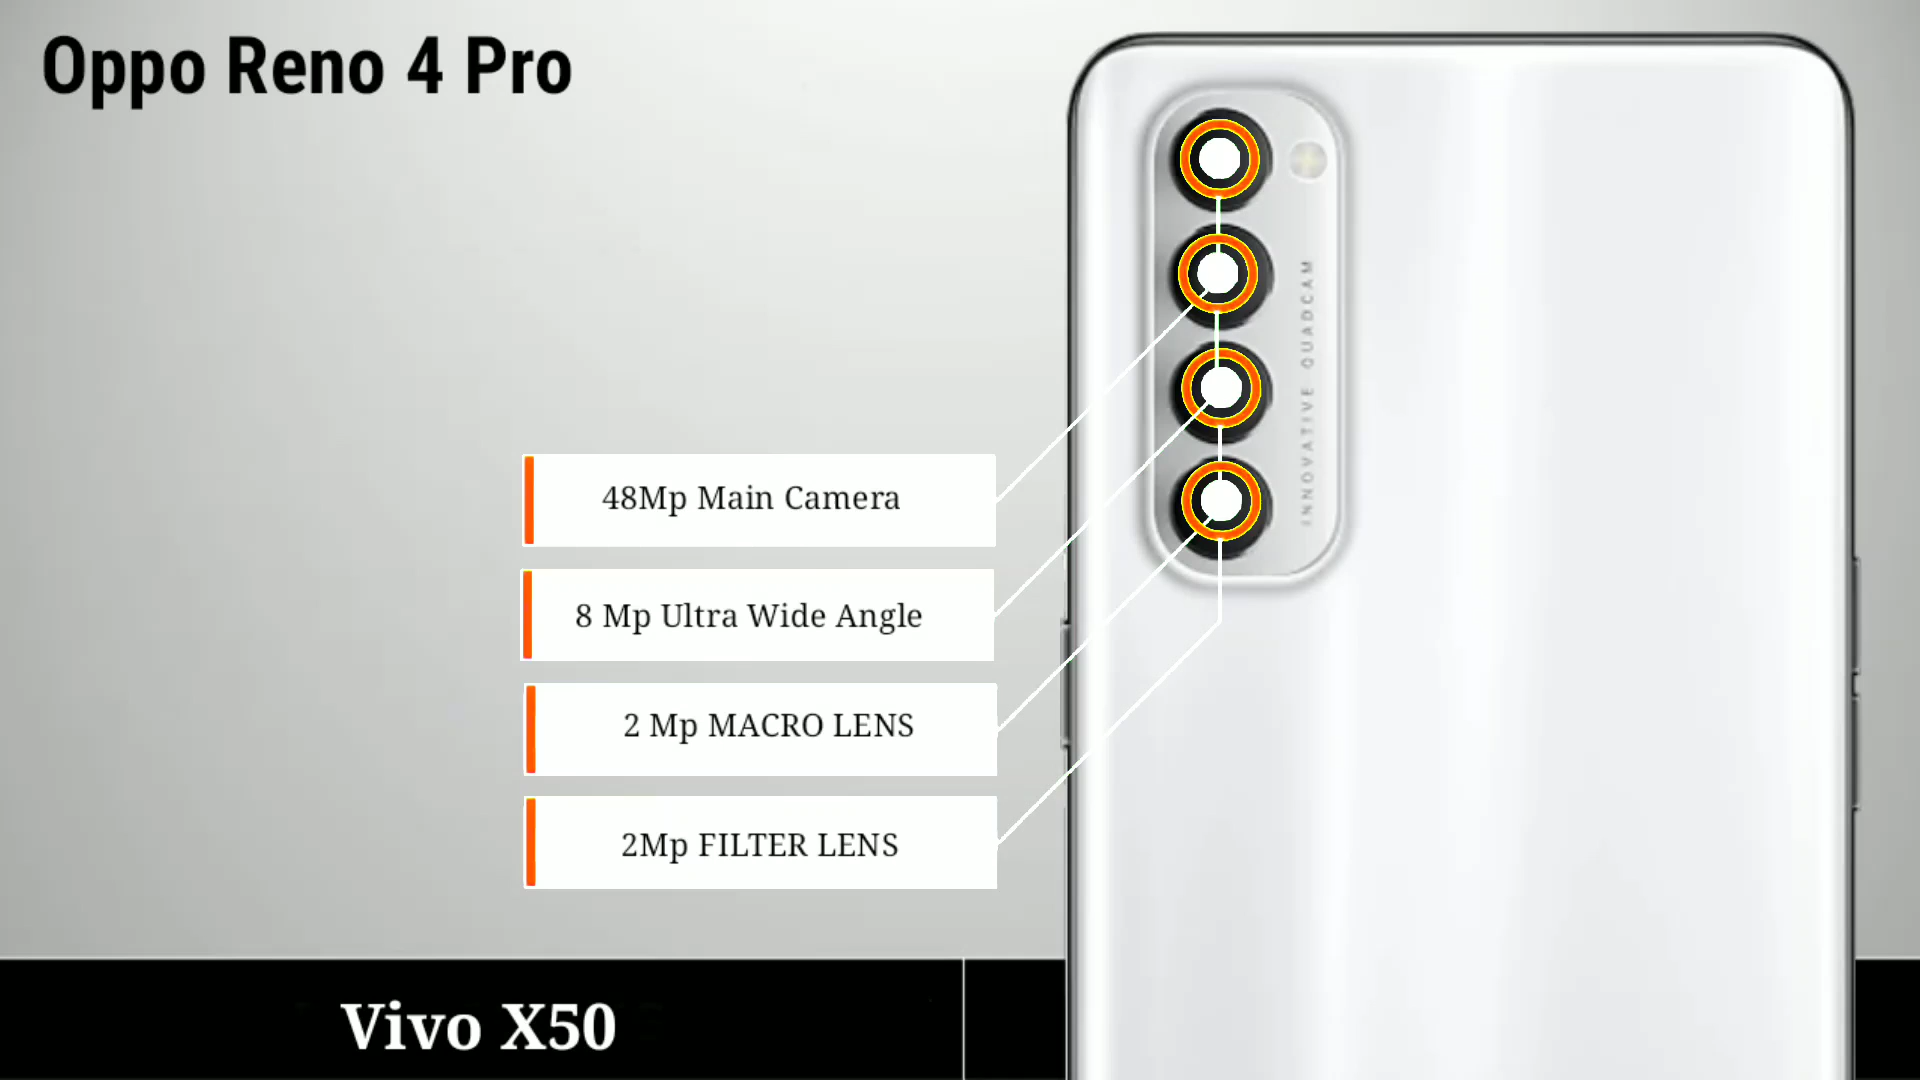 Oppo Reno 4 Pro
INNOVATIVE QUADCAM
48Mp Main Camera
8 Mp Ultra Wide Angle
2 Mp MACRO LENS
2Mp FILTER LENS
Vivo X50